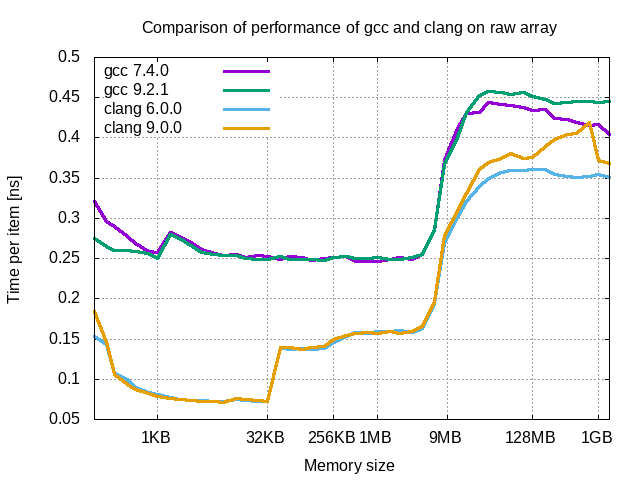 Comparison of performance of gcc and clang on raw array
0.5
0.45
0.4
0.35
0.3
0.25
0.2
0.15
0.1
0.05
Time per item [ns]
gcc 7.4.0
gcc 9.2.1
clang 6.0.0
clang 9.0.0
1KB 32KB 256KB 1MB 9MB 128MB 1GB
Memory size